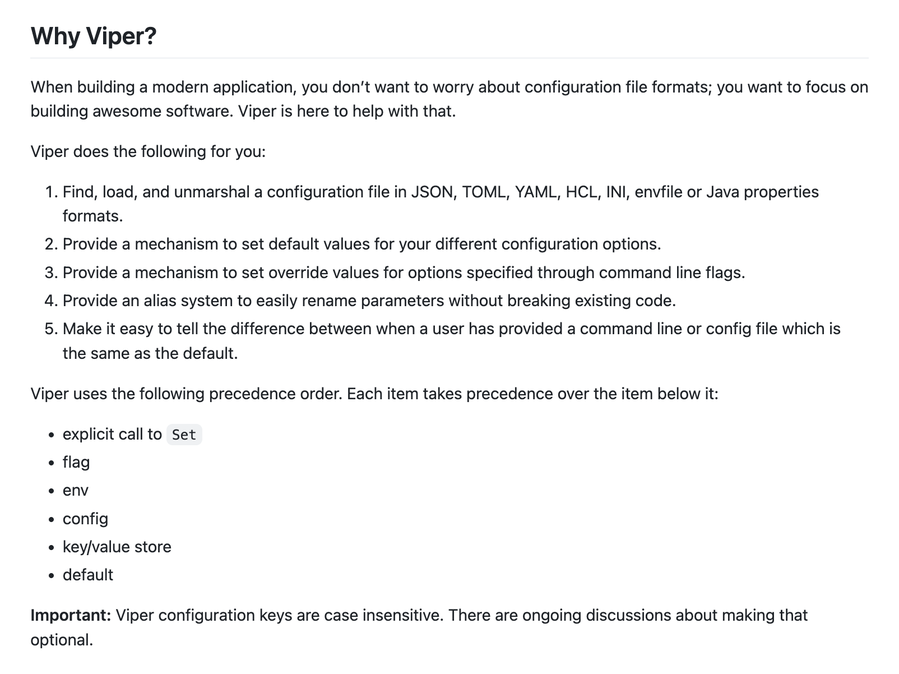 Why Viper?
When building a modern application, you don’t want to worry about configuration file formats; you want to focus on
building awesome software. Viper is here to help with that.
Viper does the following for you:
1. Find, load, and unmarshal a configuration file in JSON, TOML, YAML, HCL, INI, envfile or Java properties
formats.
2. Provide a mechanism to set default values for your different configuration options.
3. Provide a mechanism to set override values for options specified through command line flags.
4. Provide an alias system to easily rename parameters without breaking existing code.
5. Make it easy to tell the difference between when a user has provided a command line or config file which is
the same as the default.
Viper uses the following precedence order. Each item takes precedence over the item below it:
• explicit call to Set
• flag
• env
• config
• key/value store
• default
Important: Viper configuration keys are case insensitive. There are ongoing discussions about making that
optional.